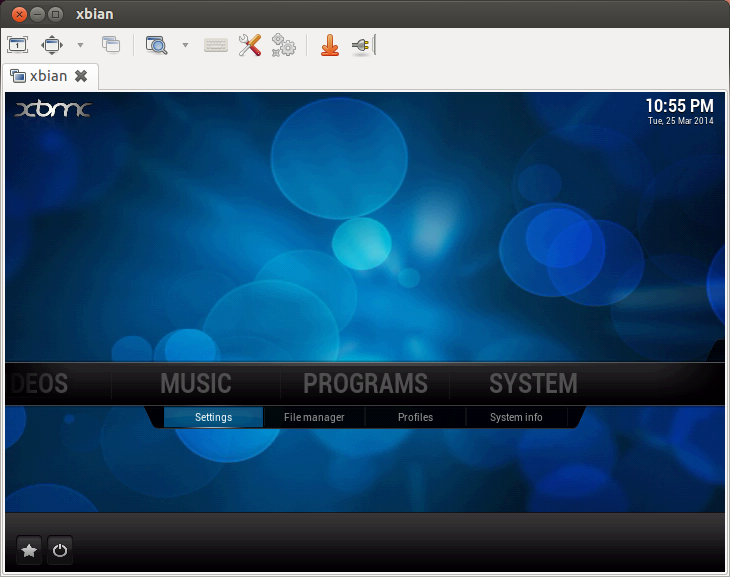 xbian
xbian
xbmc
10:55 PM
Tue, 25 Mar 2014
DEOS MUSIC PROGRAMS SYSTEM
Settings File manager Profiles System info